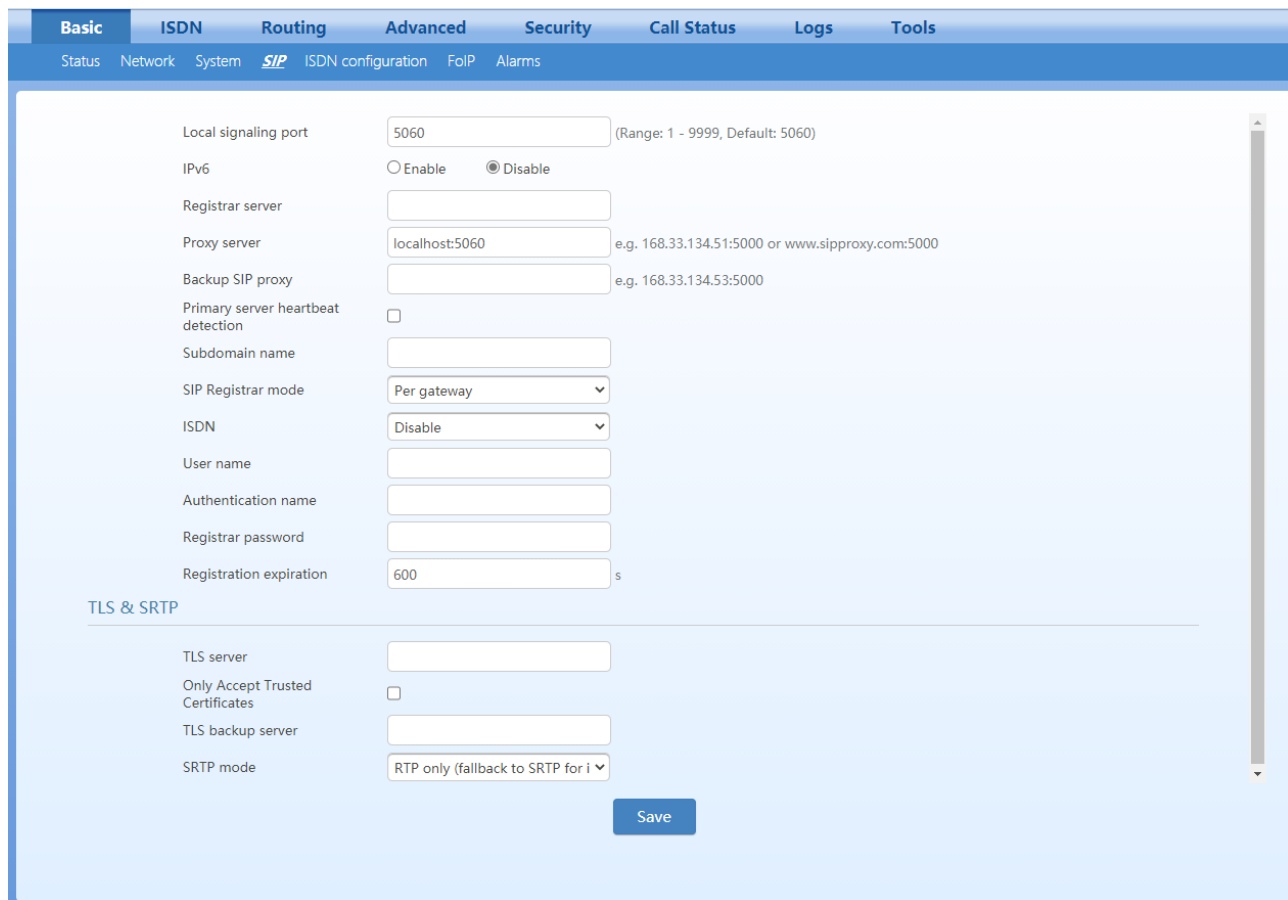 Basic ISDN Routing Advanced Security Call Status Logs Tools
Status Network System SIP ISDN configuration FoIP Alarms
Local signaling port 5060 (Range: 1 - 9999, Default: 5060)
IPv6 Enable Disable
Registrar server
Proxy server localhost:5060 e.g. 168.33.134.51:5000 or www.sipproxy.com:5000
Backup SIP proxy e.g. 168.33.134.53:5000
Primary server heartbeat
detection
Subdomain name
SIP Registrar mode Per gateway
ISDN Disable
User name
Authentication name
Registrar password
Registration expiration 600 s
TLS & SRTP
TLS server
Only Accept Trusted
Certificates
TLS backup server
SRTP mode RTP only (fallback to SRTP for i
Save